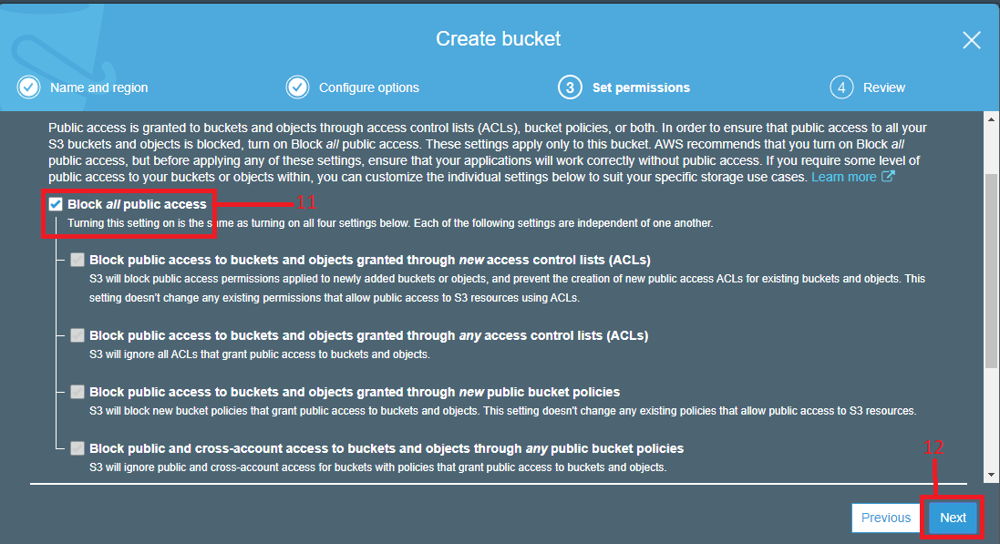 Create bucket
Name and region
Configure options
3 Set permissions
4 Review
Public access is granted to buckets and objects through access control lists (ACLs), bucket policies, or both. In order to ensure that public access to all your
S3 buckets and objects is blocked, turn on Block all public access. These settings apply only to this bucket. AWS recommends that you turn on Block all
public access, but before applying any of these settings, ensure that your applications will work correctly without public access. If you require some level of
public access to your buckets or objects within, you can customize the individual settings below to suit your specific storage use cases. Learn more
Block all public access
11
Turning this setting on is the same as turning on all four settings below. Each of the following settings are independent of one another.
Block public access to buckets and objects granted through new access control lists (ACLs)
S3 will block public access permissions applied to newly added buckets or objects, and prevent the creation of new public access ACLs for existing buckets and objects. This
setting doesn't change any existing permissions that allow public access to S3 resources using ACLs.
Block public access to buckets and objects granted through any access control lists (ACLs)
S3 will ignore all ACLs that grant public access to buckets and objects.
Block public access to buckets and objects granted through new public bucket policies
S3 will block new bucket policies that grant public access to buckets and objects. This setting doesn't change any existing policies that allow public access to S3 resources.
Block public and cross-account access to buckets and objects through any public bucket policies
S3 will ignore public and cross-account access for buckets with policies that grant public access to buckets and objects.
12
Previous
Next